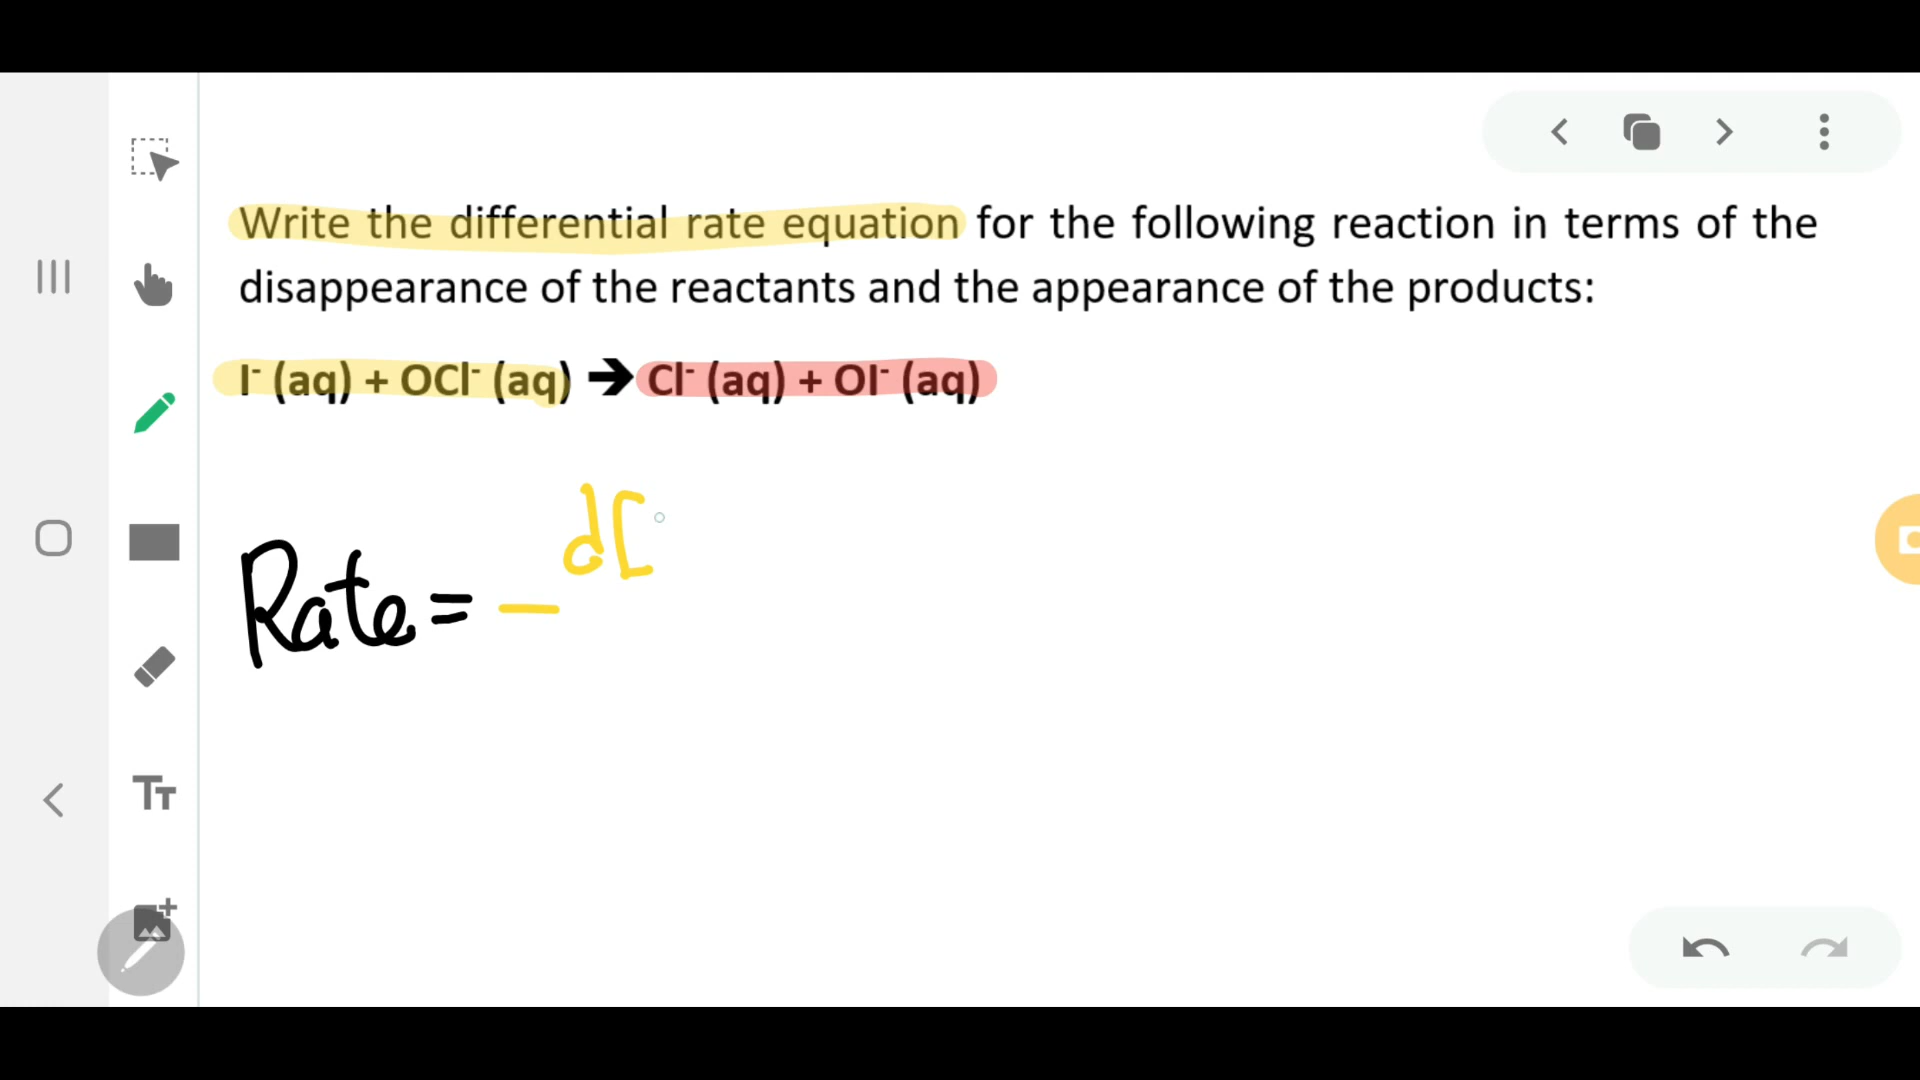 Write the differential rate equation for the following reaction in terms of the
disappearance of the reactants and the appearance of the products:
I⁻ (aq) + OCl⁻ (aq) → Cl⁻ (aq) + OI⁻ (aq)
Rate = - d[
Tт